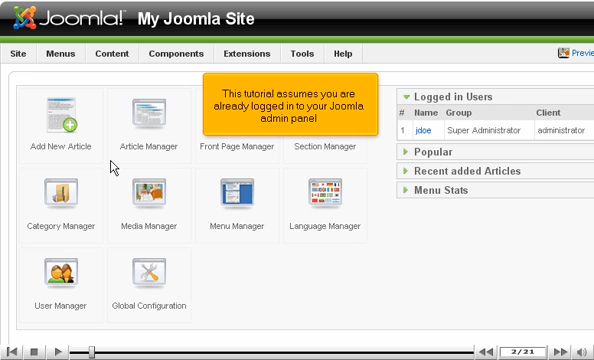 Joomla!™ My Joomla Site
Site Menus Content Components Extensions Tools Help Previe
This tutorial assumes you are
already logged in to your Joomla
admin panel
Add New Article
Article Manager
Front Page Manager
Section Manager
Category Manager
Media Manager
Menu Manager
Language Manager
User Manager
Global Configuration
Logged in Users
# Name Group Client
1 jdoe Super Administrator administrator
Popular
Recent added Articles
Menu Stats
2/21